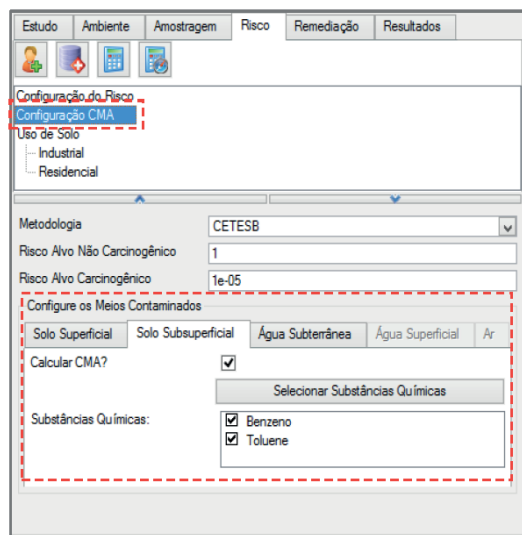 Estudo Ambiente Amostragem Risco Remediação Resultados
Configuração do Risco
Configuração CMA
Uso de Solo
Industrial
Residencial
Metodologia CETESB
Risco Alvo Não Carcinogênico 1
Risco Alvo Carcinogênico 1e-05
Configure os Meios Contaminados
Solo Superficial Solo Subsuperficial Água Subterrânea Água Superficial Ar
Calcular CMA?
Selecionar Substâncias Químicas
Substâncias Químicas: Benzeno
Toluene